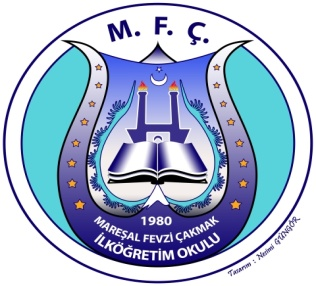 M. F. Ç.
1980
MAREŞAL FEVZİ ÇAKMAK
İLKÖĞRETİM OKULU
Tasarım : Nesimi GÜNGÖR